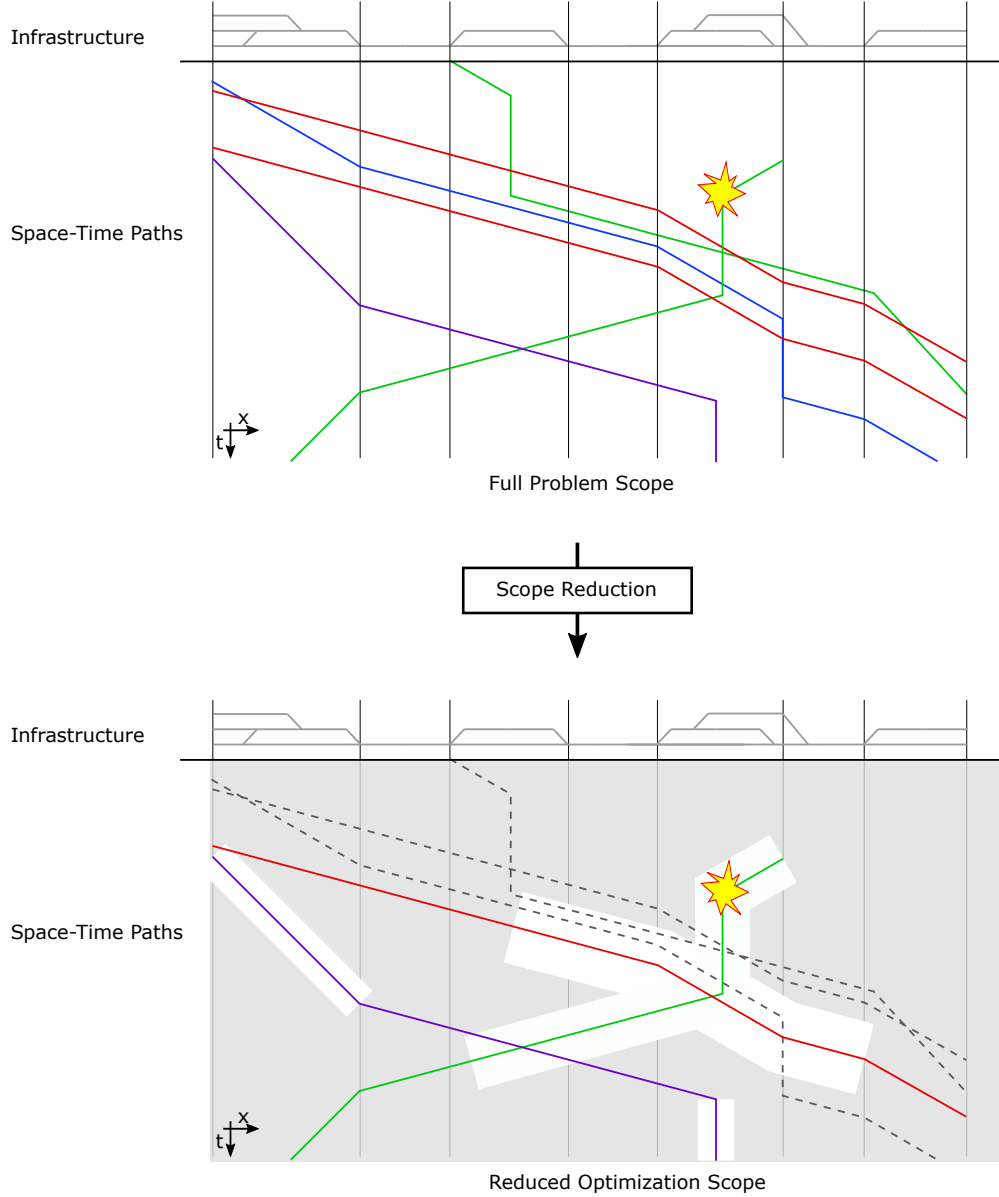 Infrastructure
Space-Time Paths
x
t
Full Problem Scope
Scope Reduction
Infrastructure
Space-Time Paths
x
t
Reduced Optimization Scope